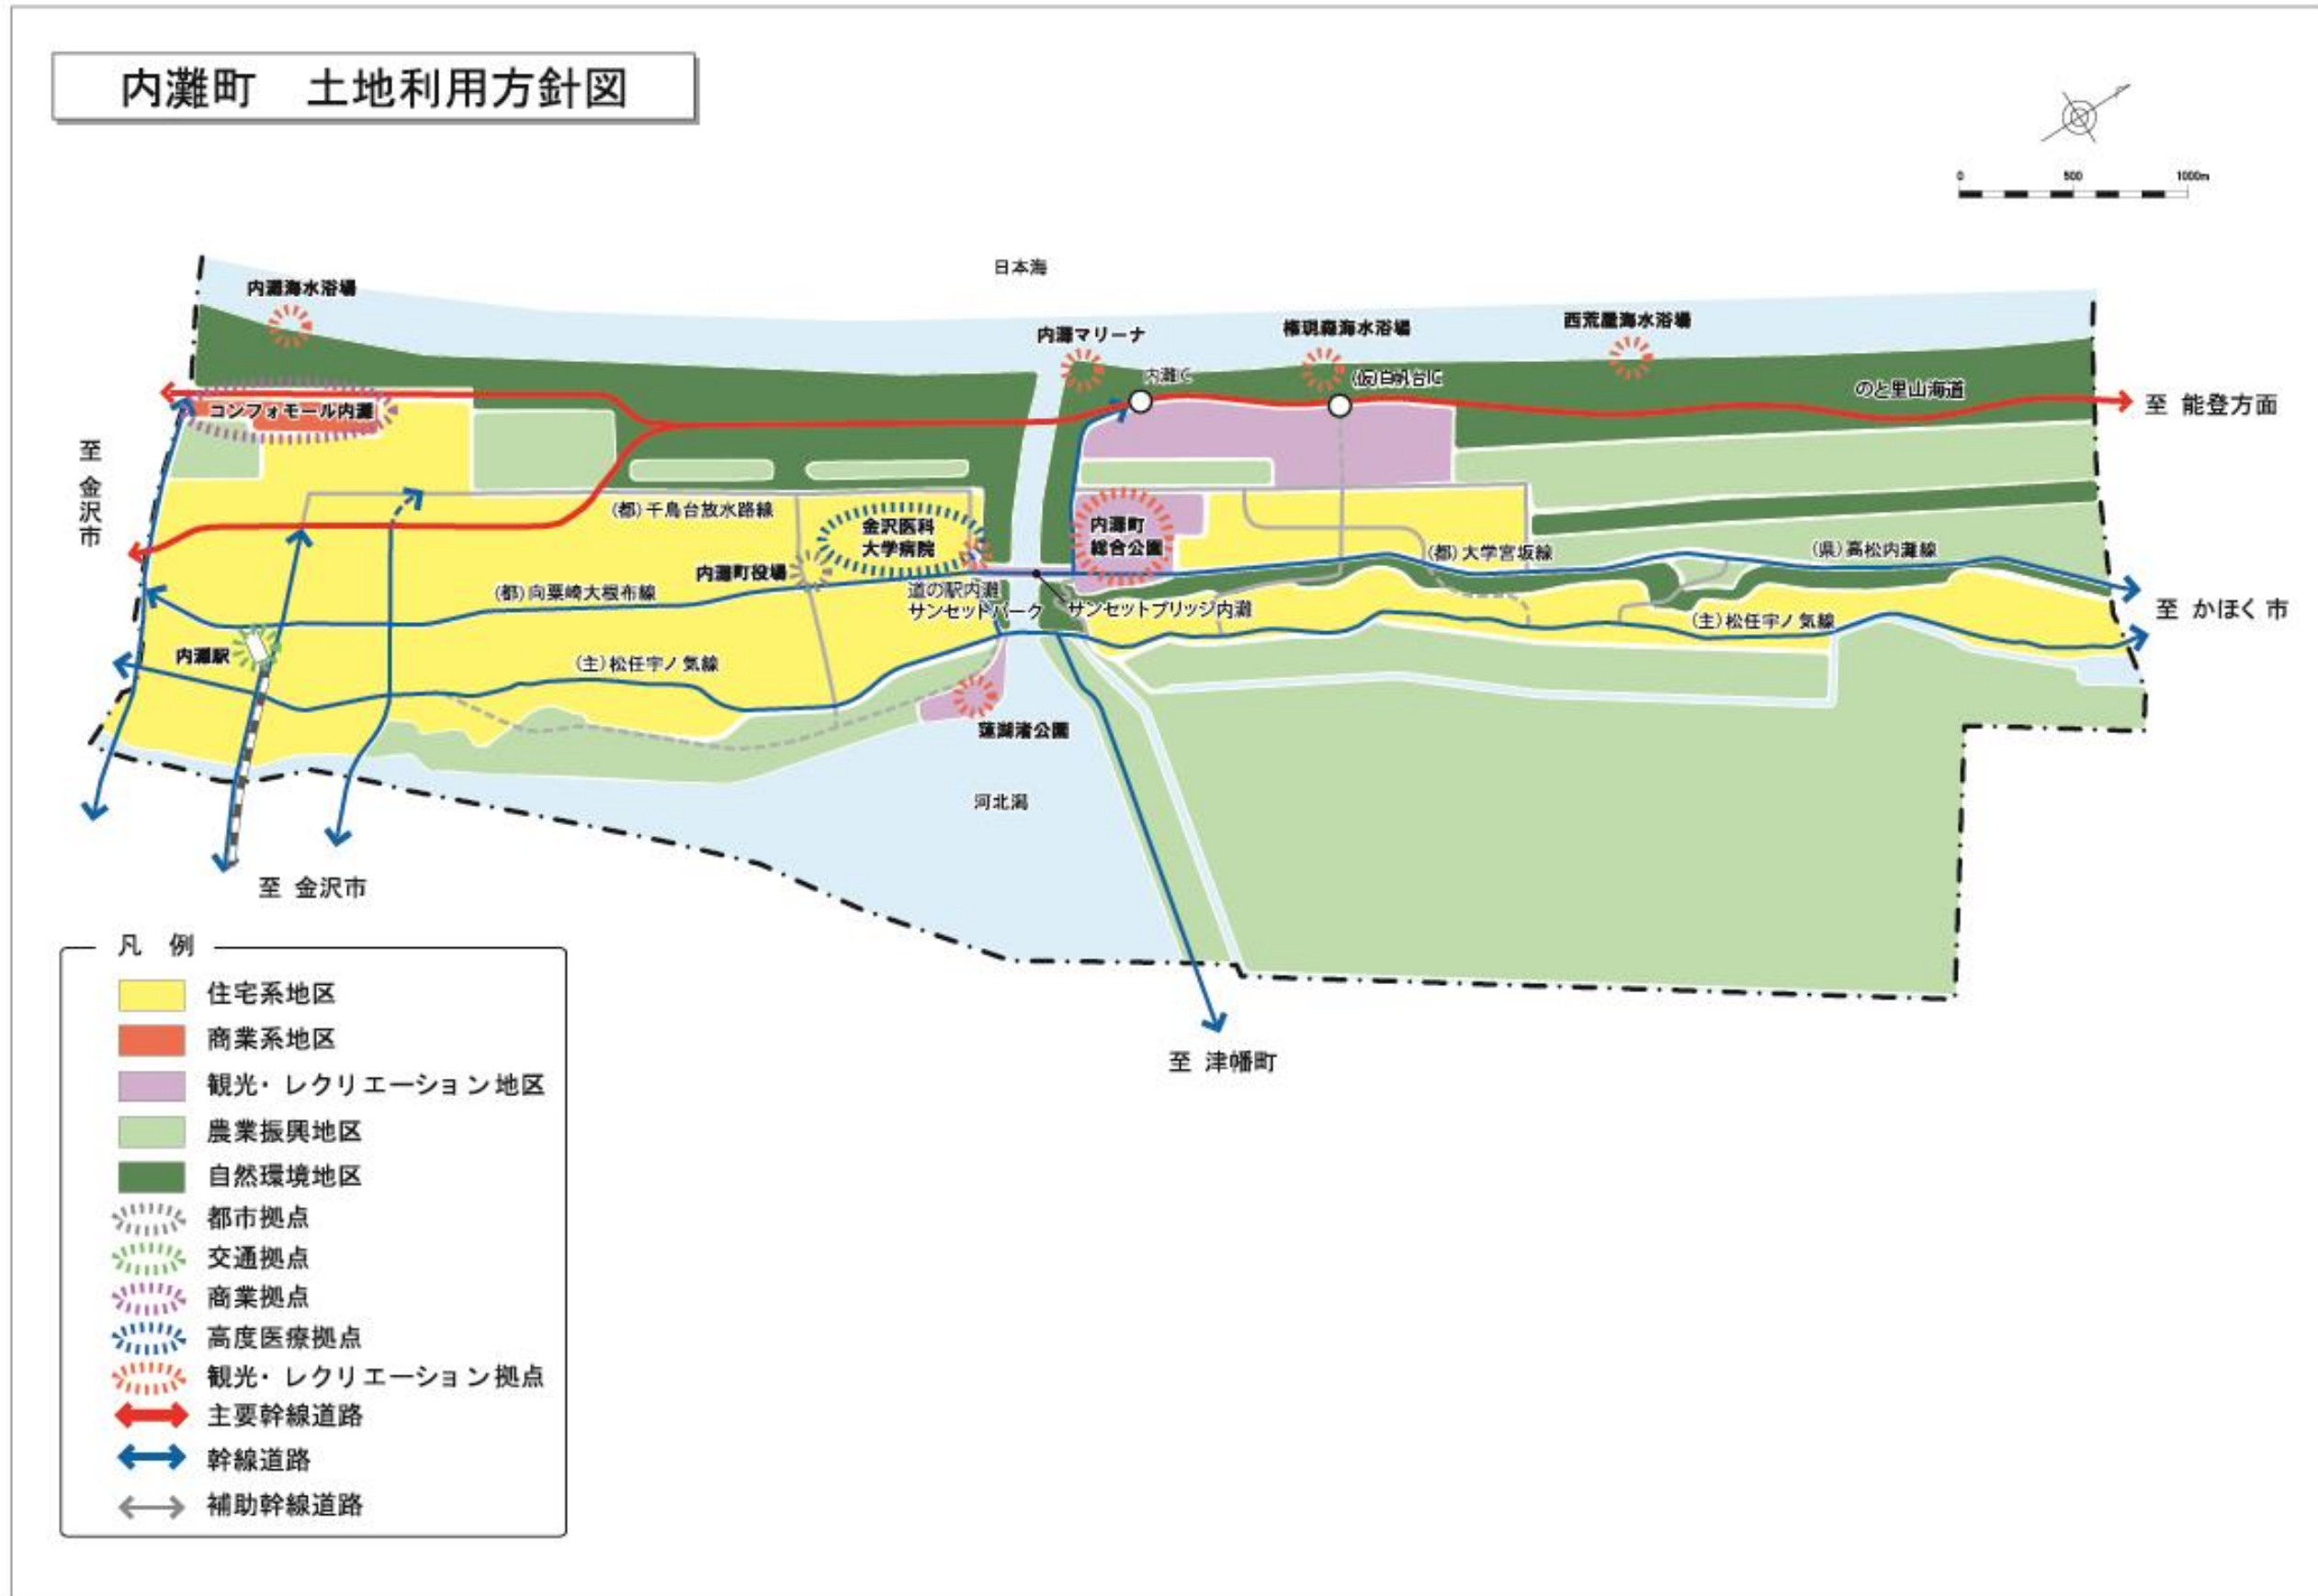 内灘町 土地利用方針図
0 500 1000m
日本海
内灘海水浴場
内灘マリーナ
権現森海水浴場
西荒屋海水浴場
内灘IC
(仮)白帆台IC
のと里山海道
至 能登方面
コンフォモール内灘
至 金沢市
(都)千鳥台放水路線
金沢医科
大学病院
内灘町
総合公園
(都)大学宮坂線
(県)高松内灘線
内灘町役場
(都)向粟崎大根布線
道の駅内灘
サンセットパーク
サンセットブリッジ内灘
至 かほく市
内灘駅
(主)松任宇ノ気線
(主)松任宇ノ気線
蓮湖渚公園
河北潟
至 金沢市
至 津幡町
凡 例
住宅系地区
商業系地区
観光・レクリエーション地区
農業振興地区
自然環境地区
都市拠点
交通拠点
商業拠点
高度医療拠点
観光・レクリエーション拠点
主要幹線道路
幹線道路
補助幹線道路